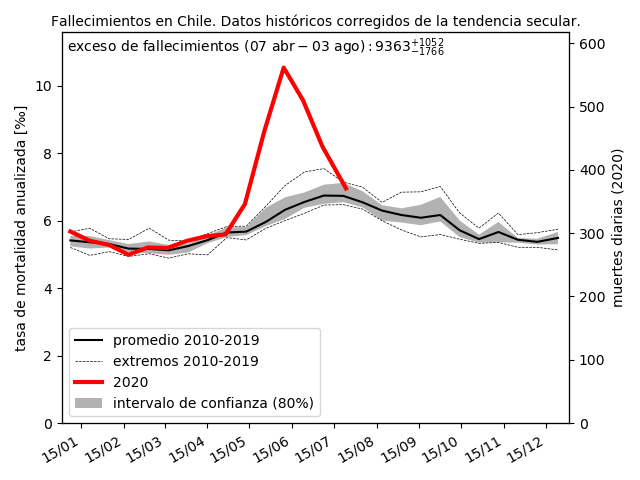 Fallecimientos en Chile. Datos históricos corregidos de la tendencia secular.
exceso de fallecimientos (07 abr − 03 ago) : 9363 +1052 −1766
tasa de mortalidad anualizada [‰]
10
8
6
4
2
0
600
500
400
300
200
100
0
muertes diarias (2020)
promedio 2010-2019
extremos 2010-2019
2020
intervalo de confianza (80%)
15/01 15/02 15/03 15/04 15/05 15/06 15/07 15/08 15/09 15/10 15/11 15/12